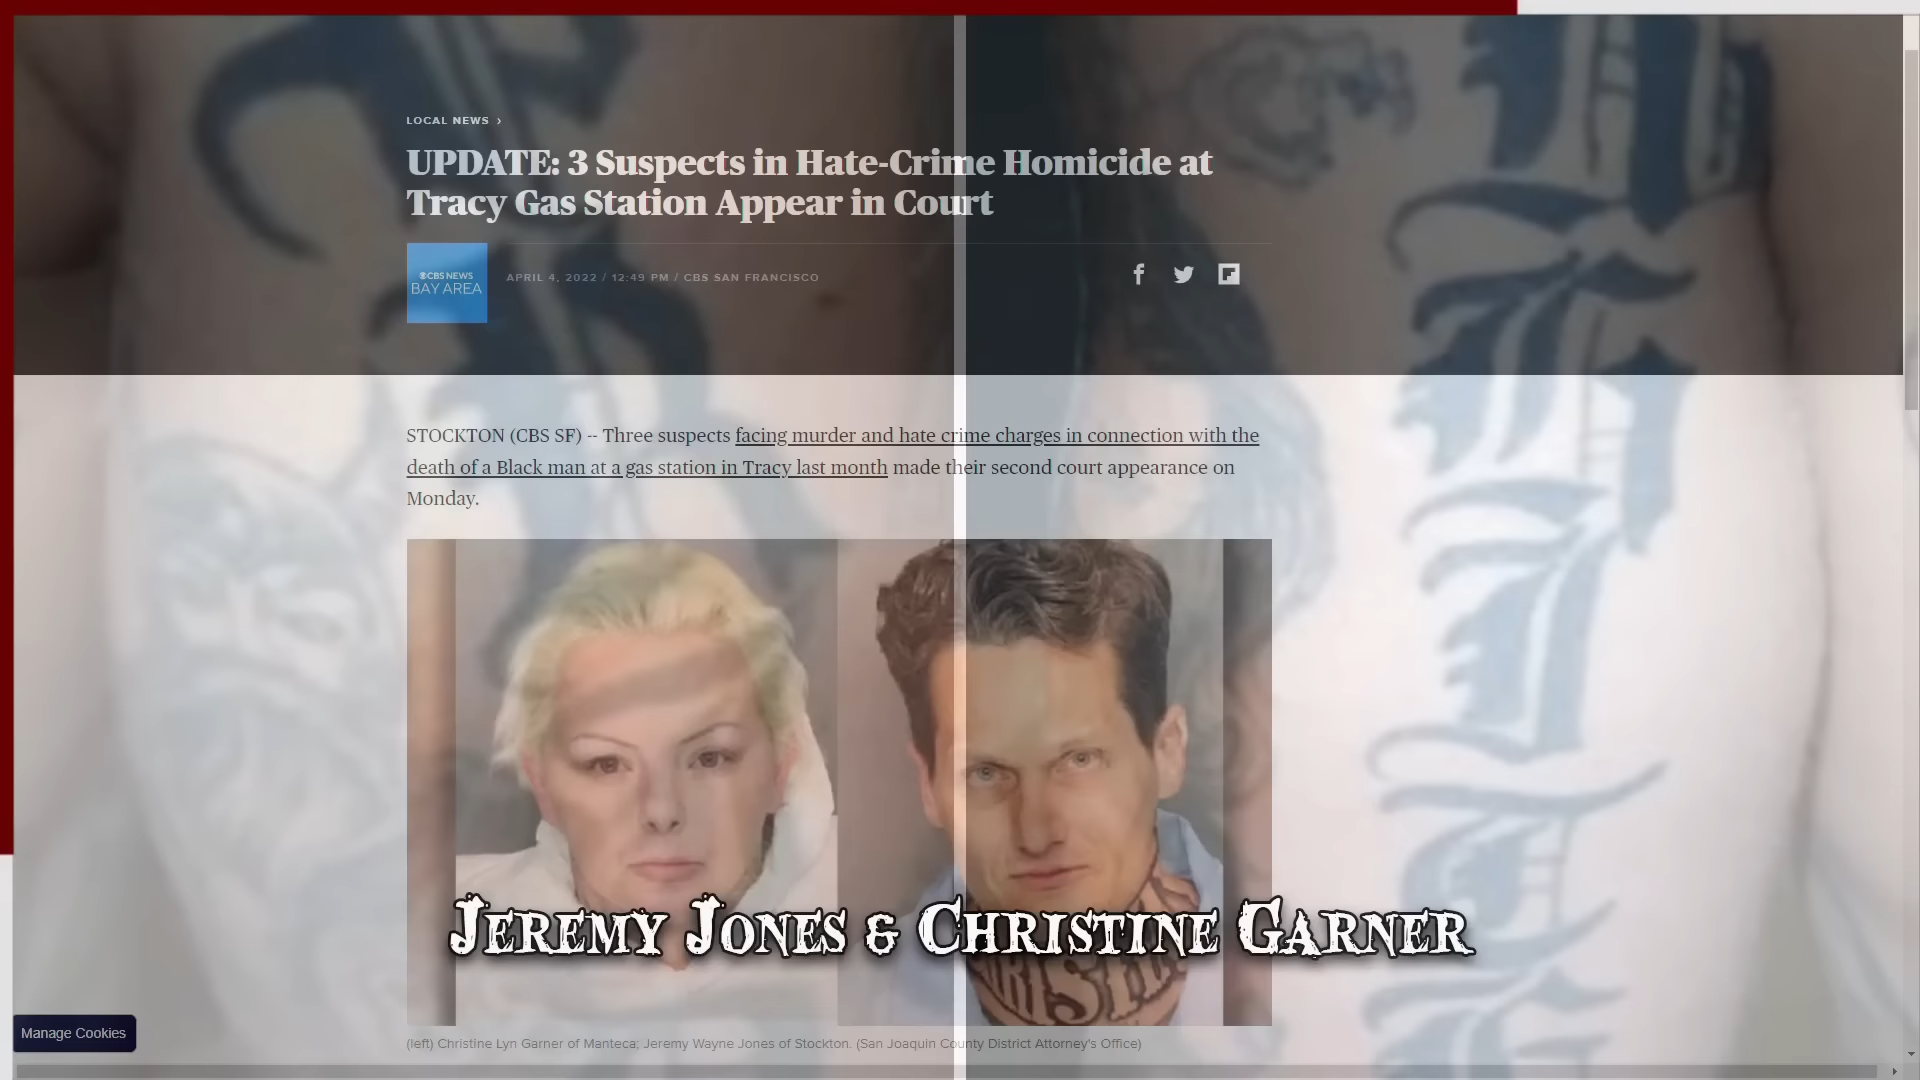 LOCAL NEWS ›
UPDATE: 3 Suspects in Hate-Crime Homicide at
Tracy Gas Station Appear in Court
CBS NEWS
BAY AREA
APRIL 4, 2022 / 12:49 PM / CBS SAN FRANCISCO
STOCKTON (CBS SF) -- Three suspects facing murder and hate crime charges in connection with the
death of a Black man at a gas station in Tracy last month made their second court appearance on
Monday.
JEREMY JONES & CHRISTINE GARNER
Manage Cookies
(left) Christine Lyn Garner of Manteca; Jeremy Wayne Jones of Stockton. (San Joaquin County District Attorney's Office)